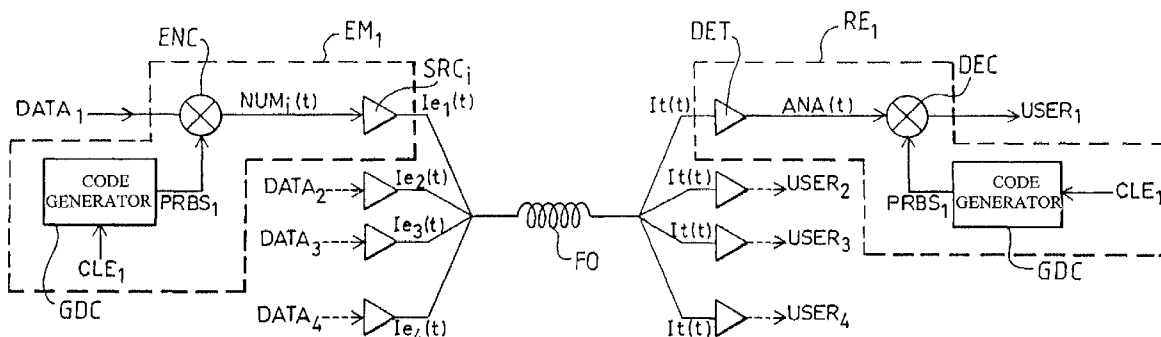 ENC
EM1
SRCi
DATA1
NUMi(t)
Ie1(t)
CODE
GENERATOR
PRBS1
CLE1
GDC
DATA2
Ie2(t)
DATA3
Ie3(t)
DATA4
Ie4(t)
FO
DET
RE1
DEC
It(t)
ANA(t)
USER1
It(t)
USER2
It(t)
USER3
It(t)
USER4
PRBS1
CODE
GENERATOR
CLE1
GDC